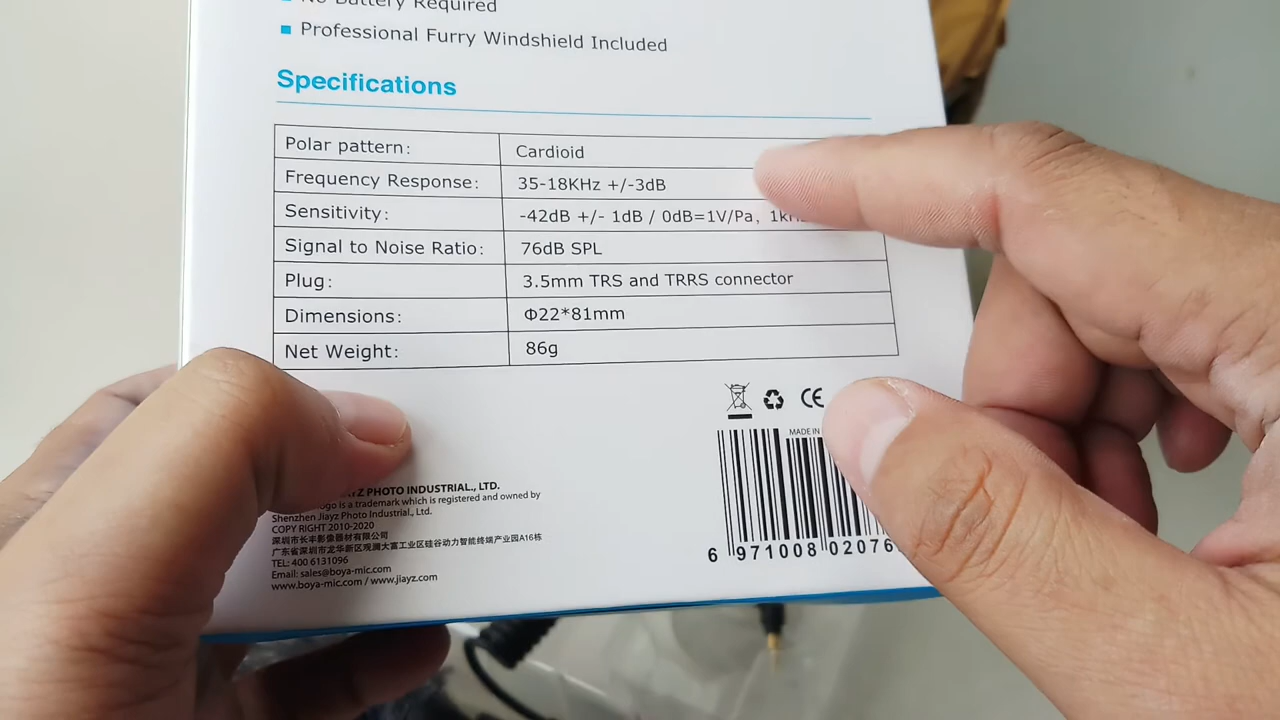 No Battery Required
Professional Furry Windshield Included
Specifications
Polar pattern: Cardioid
Frequency Response: 35-18KHz +/-3dB
Sensitivity: -42dB +/- 1dB / 0dB=1V/Pa, 
Signal to Noise Ratio: 76dB SPL
Plug: 3.5mm TRS and TRRS connector
Dimensions: Φ22*81mm
Net Weight: 86g
CE
MADE IN
6 971008 02076
PHOTO INDUSTRIAL., LTD.
is a trademark which is registered and owned by
Shenzhen Jiayz Photo Industrial., Ltd.
COPY RIGHT 2010-2020
深圳市长丰影像器材有限公司
广东省深圳市龙华新区观澜大富工业区硅谷动力智能终端产业园A16栋
TEL: 400 6131096
Email: sales@boya-mic.com
www.boya-mic.com / www.jiayz.com